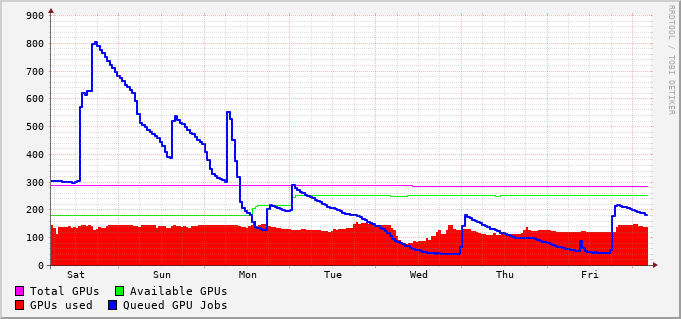 900
800
700
600
500
400
300
200
100
0
Sat Sun Mon Tue Wed Thu Fri
Total GPUs Available GPUs
GPUs used Queued GPU Jobs
RRDTOOL / TOBI OETIKER